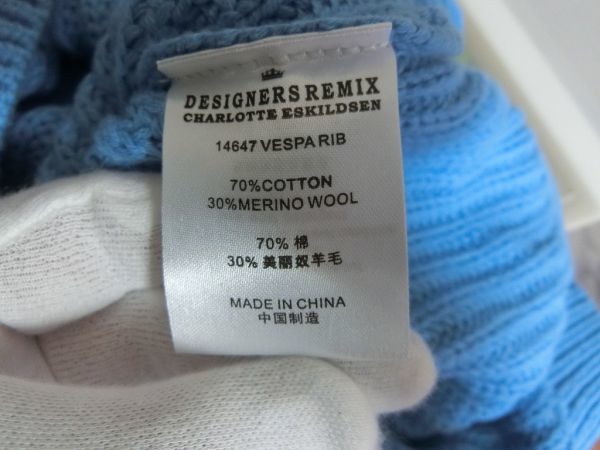 DESIGNERS REMIX
CHARLOTTE ESKILDSEN
14647 VESPA RIB
70%COTTON
30%MERINO WOOL
70% 棉
30% 美丽奴羊毛
MADE IN CHINA
中国制造